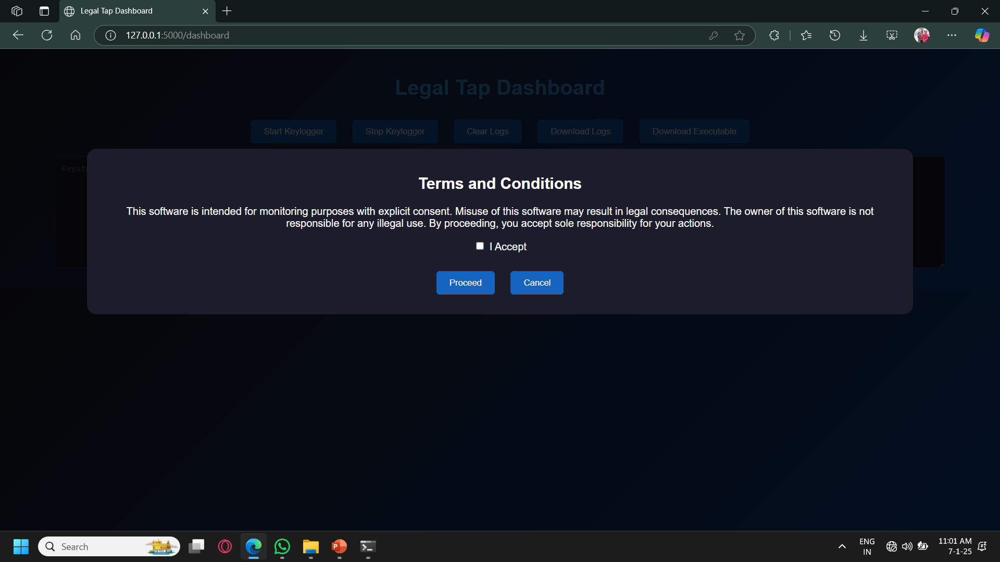 Legal Tap Dashboard
127.0.0.1:5000/dashboard
Legal Tap Dashboard
Start Keylogger Stop Keylogger Clear Logs Download Logs Download Executable
Terms and Conditions
This software is intended for monitoring purposes with explicit consent. Misuse of this software may result in legal consequences. The owner of this software is not
responsible for any illegal use. By proceeding, you accept sole responsibility for your actions.
I Accept
Proceed Cancel
Search
ENG
IN
11:01 AM
7-1-25